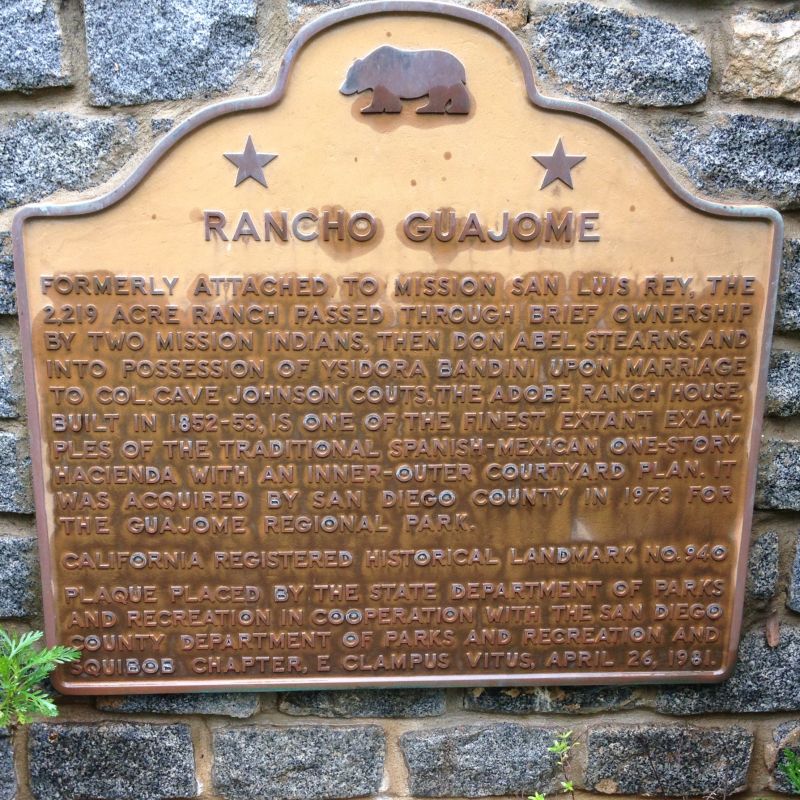 RANCHO GUAJOME
FORMERLY ATTACHED TO MISSION SAN LUIS REY, THE
2,219 ACRE RANCH PASSED THROUGH BRIEF OWNERSHIP
BY TWO MISSION INDIANS, THEN DON ABEL STEARNS, AND
INTO POSSESSION OF YSIDORA BANDINI UPON MARRIAGE
TO COL. CAVE JOHNSON COUTS. THE ADOBE RANCH HOUSE,
BUILT IN 1852-53, IS ONE OF THE FINEST EXTANT EXAM-
PLES OF THE TRADITIONAL SPANISH-MEXICAN ONE-STORY
HACIENDA WITH AN INNER-OUTER COURTYARD PLAN. IT
WAS ACQUIRED BY SAN DIEGO COUNTY IN 1973 FOR
THE GUAJOME REGIONAL PARK.
CALIFORNIA REGISTERED HISTORICAL LANDMARK NO. 940
PLAQUE PLACED BY THE STATE DEPARTMENT OF PARKS
AND RECREATION IN COOPERATION WITH THE SAN DIEGO
COUNTY DEPARTMENT OF PARKS AND RECREATION AND
SQUIBOB CHAPTER, E CLAMPUS VITUS, APRIL 26, 1981.